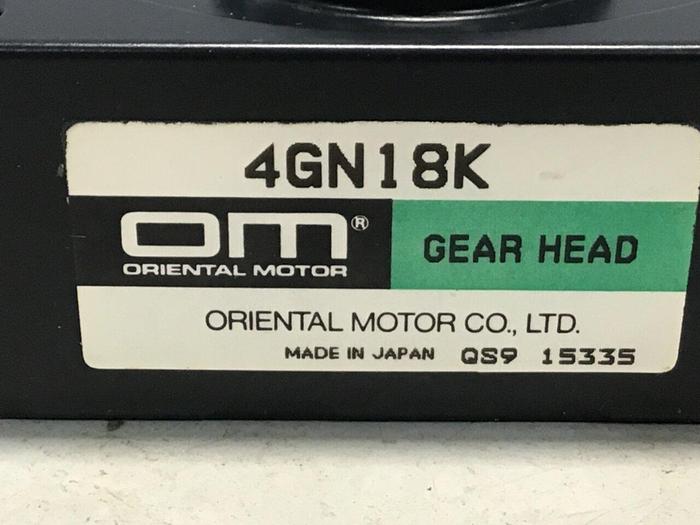 4GN18K
OM®
ORIENTAL MOTOR
GEAR HEAD
ORIENTAL MOTOR CO., LTD.
MADE IN JAPAN QS9 15335